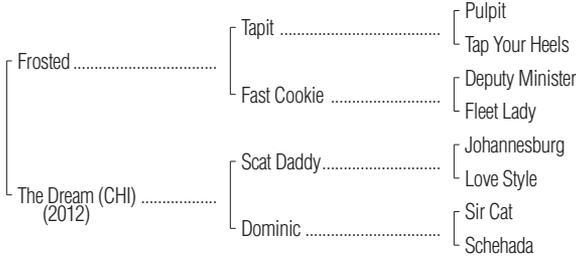 Pulpit
Tapit
Tap Your Heels
Frosted
Deputy Minister
Fast Cookie
Fleet Lady
Johannesburg
Scat Daddy
Love Style
The Dream (CHI)
(2012)
Sir Cat
Dominic
Schehada